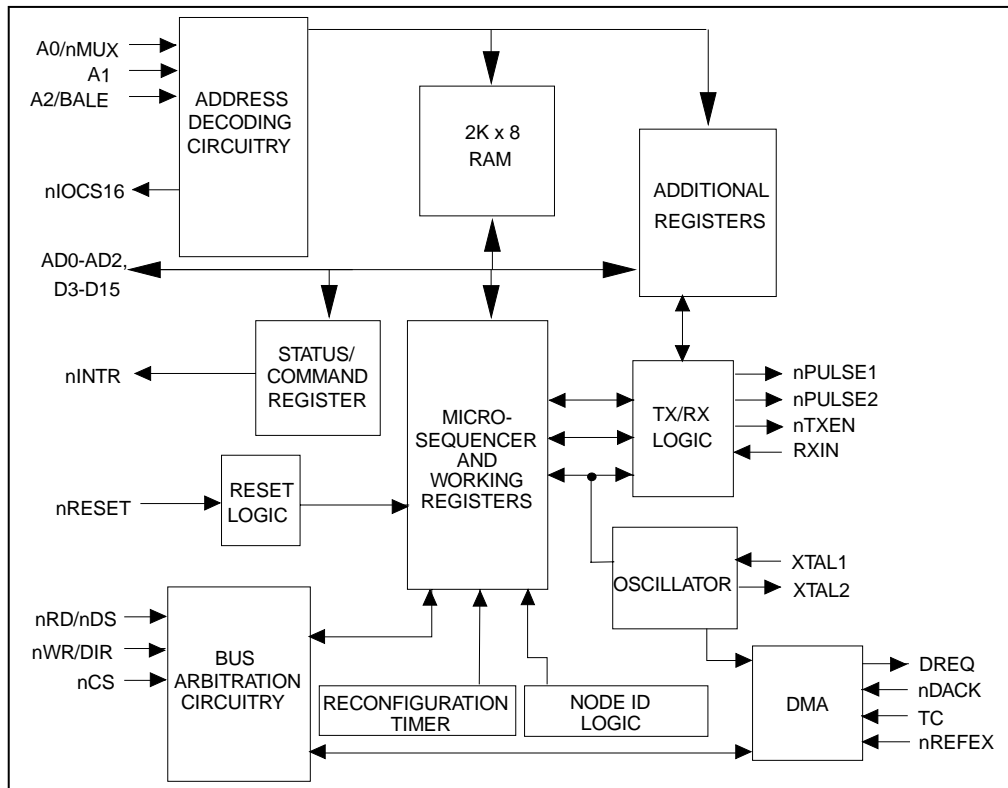 A0/nMUX
A1
A2/BALE
nIOCS16
ADDRESS
DECODING
CIRCUITRY
2K x 8
RAM
ADDITIONAL
REGISTERS
AD0-AD2,
D3-D15
nINTR
STATUS/
COMMAND
REGISTER
MICRO-
SEQUENCER
AND
WORKING
REGISTERS
TX/RX
LOGIC
nPULSE1
nPULSE2
nTXEN
RXIN
nRESET
RESET
LOGIC
OSCILLATOR
XTAL1
XTAL2
nRD/nDS
nWR/DIR
nCS
BUS
ARBITRATION
CIRCUITRY
RECONFIGURATION
TIMER
NODE ID
LOGIC
DMA
DREQ
nDACK
TC
nREFEX